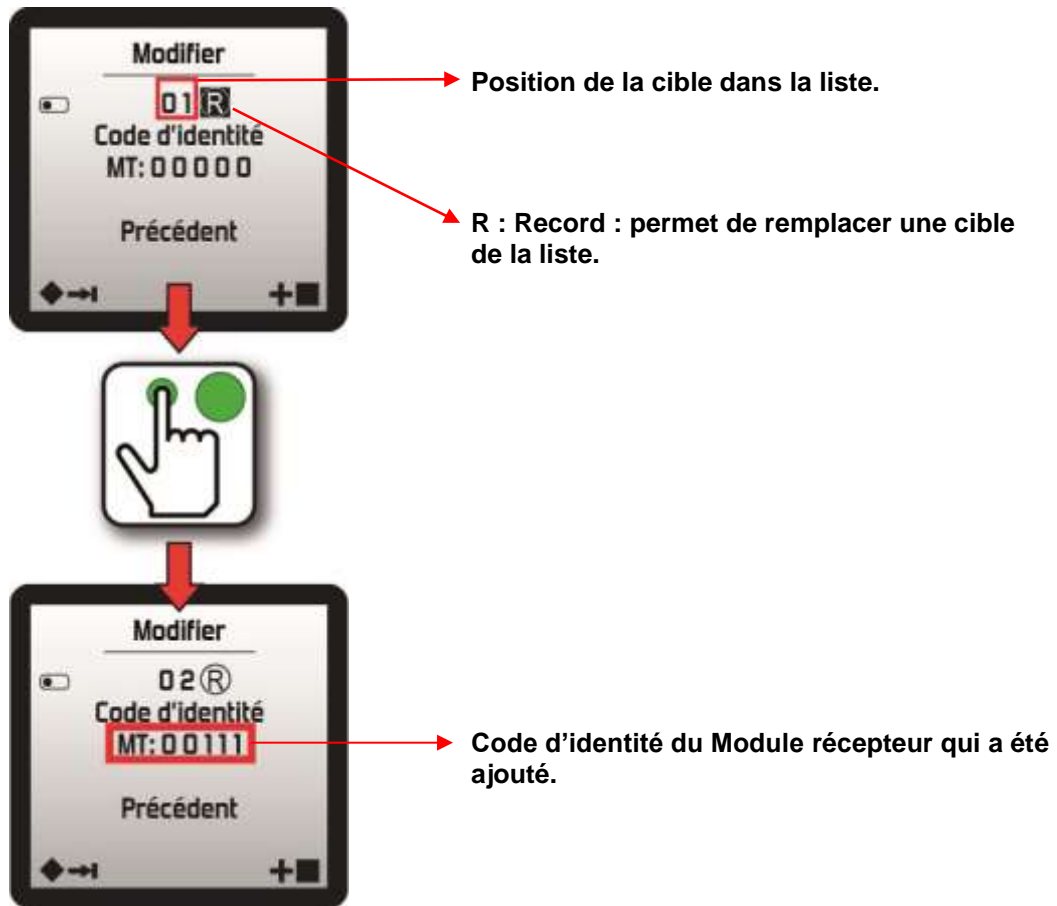 Modifier
01 R
Code d'identité
MT: 00000
Précédent
Position de la cible dans la liste.
R : Record : permet de remplacer une cible
de la liste.
Modifier
02 Ⓡ
Code d'identité
MT: 00111
Précédent
Code d’identité du Module récepteur qui a été
ajouté.